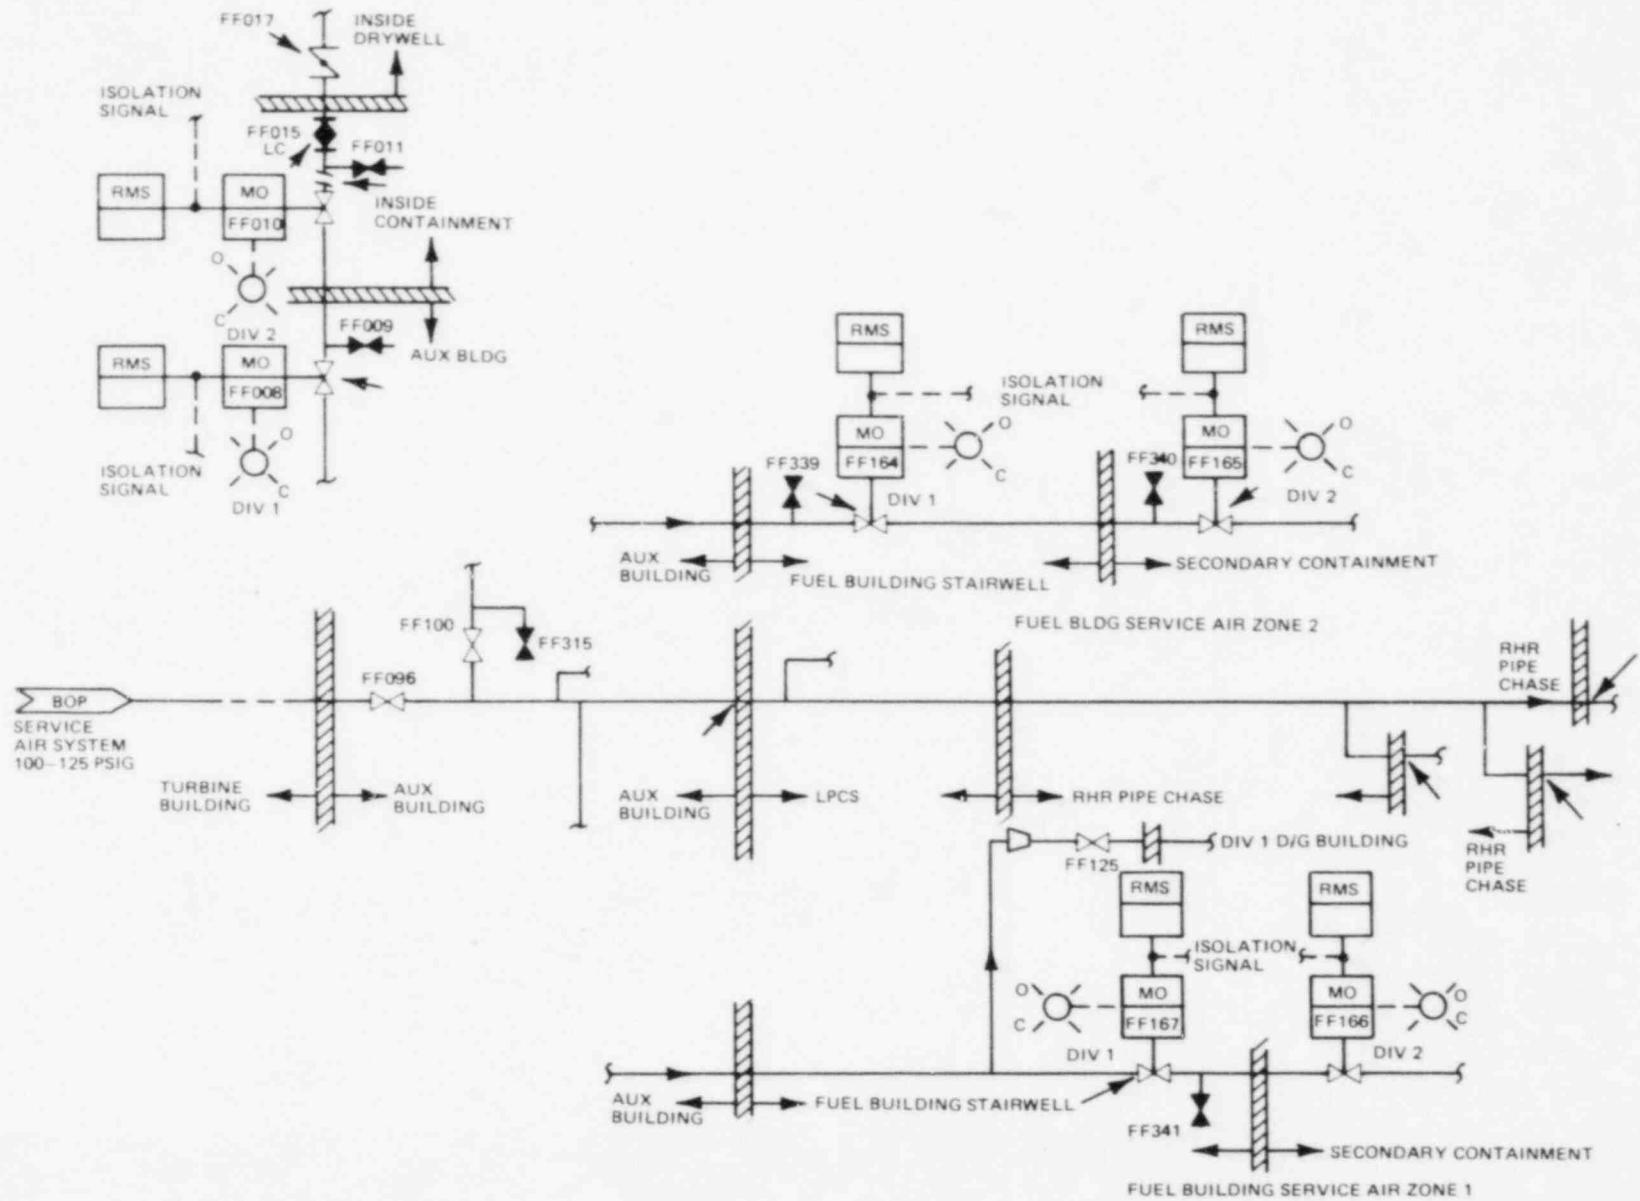 FF017
INSIDE
DRYWELL
ISOLATION
SIGNAL
FF015
LC
FF011
RMS
MO
FF010
INSIDE
CONTAINMENT
O
C
DIV 2
FF009
AUX BLDG
RMS
MO
FF008
O
C
ISOLATION
SIGNAL
DIV 1
RMS
RMS
ISOLATION
SIGNAL
MO
FF164
O
C
MO
FF165
O
C
FF339
FF340
DIV 1
DIV 2
AUX
BUILDING
FUEL BUILDING STAIRWELL
SECONDARY CONTAINMENT
FUEL BLDG SERVICE AIR ZONE 2
FF100
FF315
FF096
BOP
SERVICE
AIR SYSTEM
100–125 PSIG
TURBINE
BUILDING
AUX
BUILDING
AUX
BUILDING
LPCS
RHR PIPE CHASE
RHR
PIPE
CHASE
RHR
PIPE
CHASE
DIV 1 D/G BUILDING
FF125
RMS
RMS
ISOLATION
SIGNAL
O
C
MO
FF167
MO
FF166
O
C
DIV 1
DIV 2
AUX
BUILDING
FUEL BUILDING STAIRWELL
FF341
SECONDARY CONTAINMENT
FUEL BUILDING SERVICE AIR ZONE 1